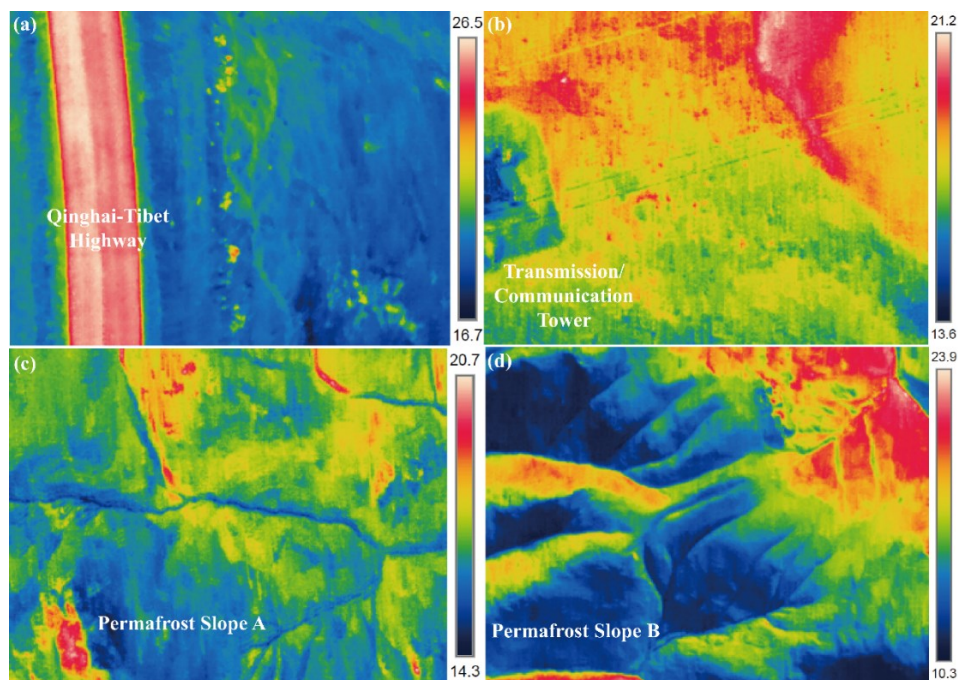 (a)
26.5
Qinghai-Tibet
Highway
16.7
(b)
21.2
Transmission/
Communication
Tower
13.6
(c)
20.7
Permafrost Slope A
14.3
(d)
23.9
Permafrost Slope B
10.3